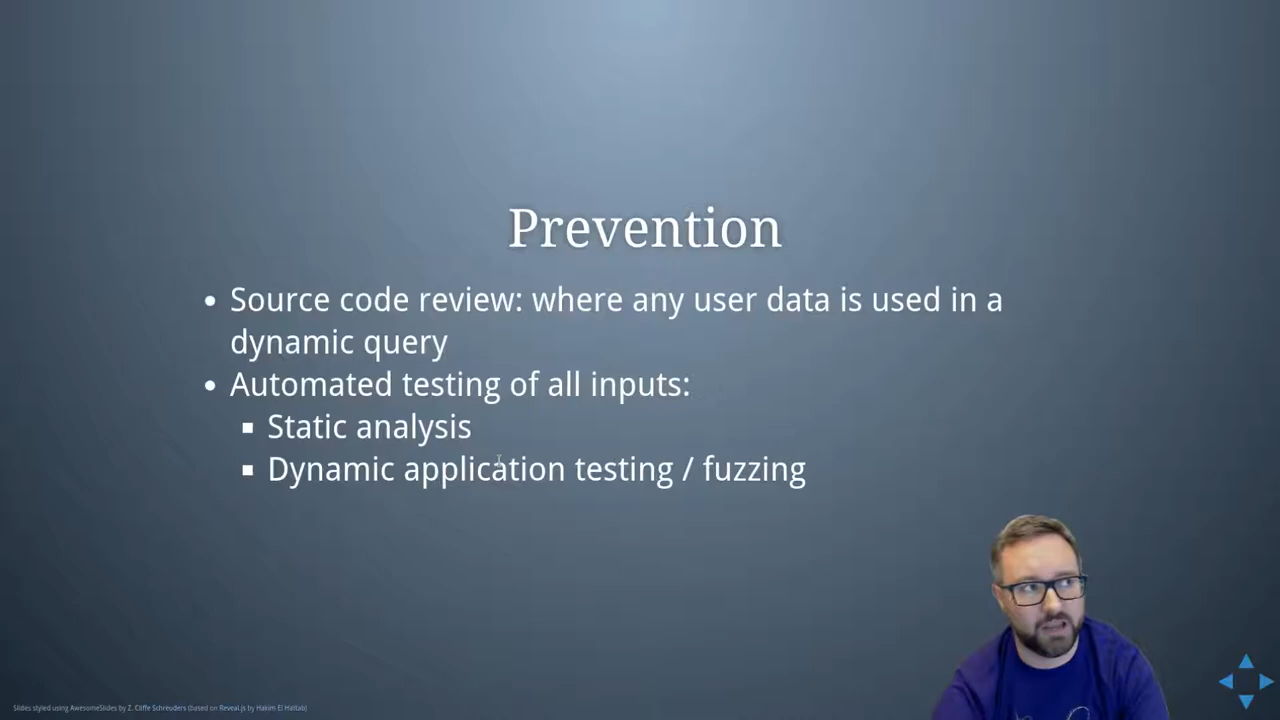 Prevention
• Source code review: where any user data is used in a
dynamic query
• Automated testing of all inputs:
▪ Static analysis
▪ Dynamic application testing / fuzzing
Slides styled using AwesomeSlides by Z. Cliffe Schreuders (based on Reveal.js by Hakim El Hattab)